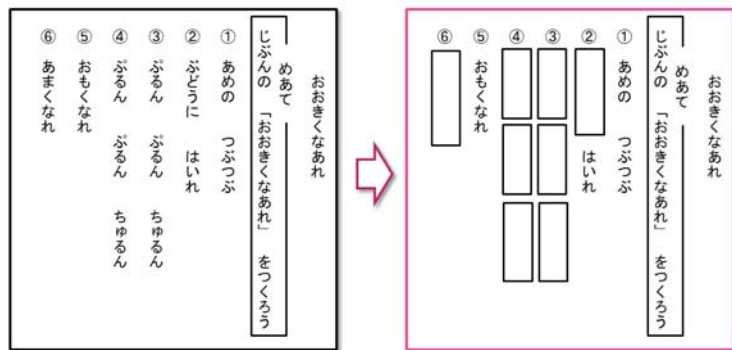 おおきくなあれ
めあて
じぶんの 「おおきくなあれ」 をつくろう
① あめの つぶつぶ
② ぶどうに はいれ
③ ぷるん ぷるん ちゅるん
④ ぷるん ぷるん ちゅるん
⑤ おもくなれ
⑥ あまくなれ
おおきくなあれ
めあて
じぶんの 「おおきくなあれ」 をつくろう
① あめの つぶつぶ
② はいれ
③
④
⑤ おもくなれ
⑥